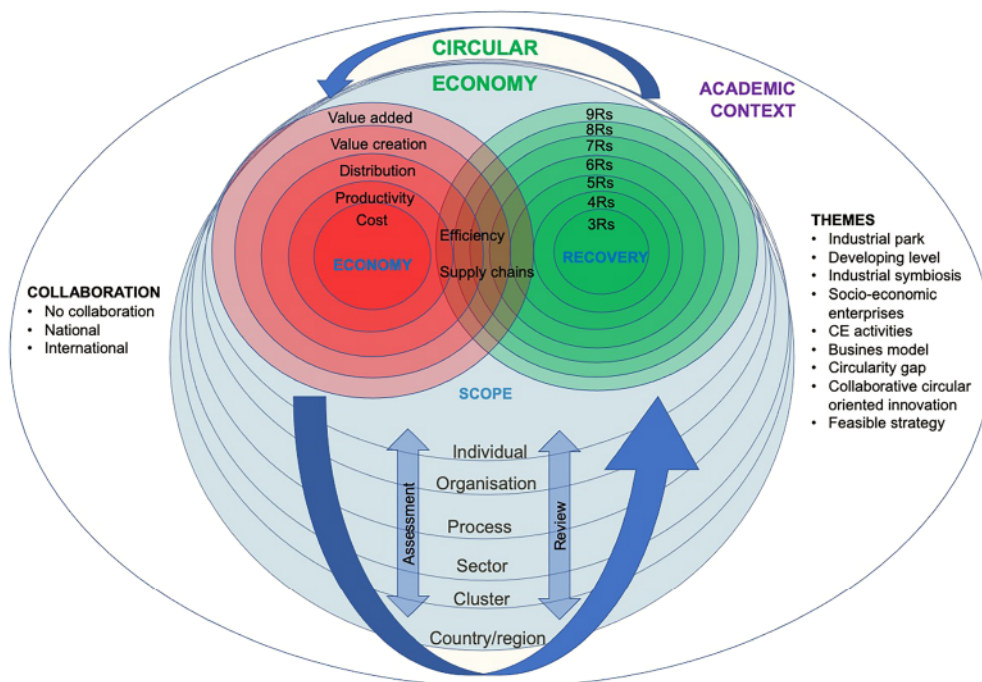 CIRCULAR
ECONOMY
ACADEMIC
CONTEXT
Value added
Value creation
Distribution
Productivity
Cost
ECONOMY
Efficiency
Supply chains
9Rs
8Rs
7Rs
6Rs
5Rs
4Rs
3Rs
RECOVERY
COLLABORATION
• No collaboration
• National
• International
THEMES
• Industrial park
• Developing level
• Industrial symbiosis
• Socio-economic
enterprises
• CE activities
• Busines model
• Circularity gap
• Collaborative circular
oriented innovation
• Feasible strategy
SCOPE
Individual
Organisation
Process
Sector
Cluster
Country/region
Assessment
Review